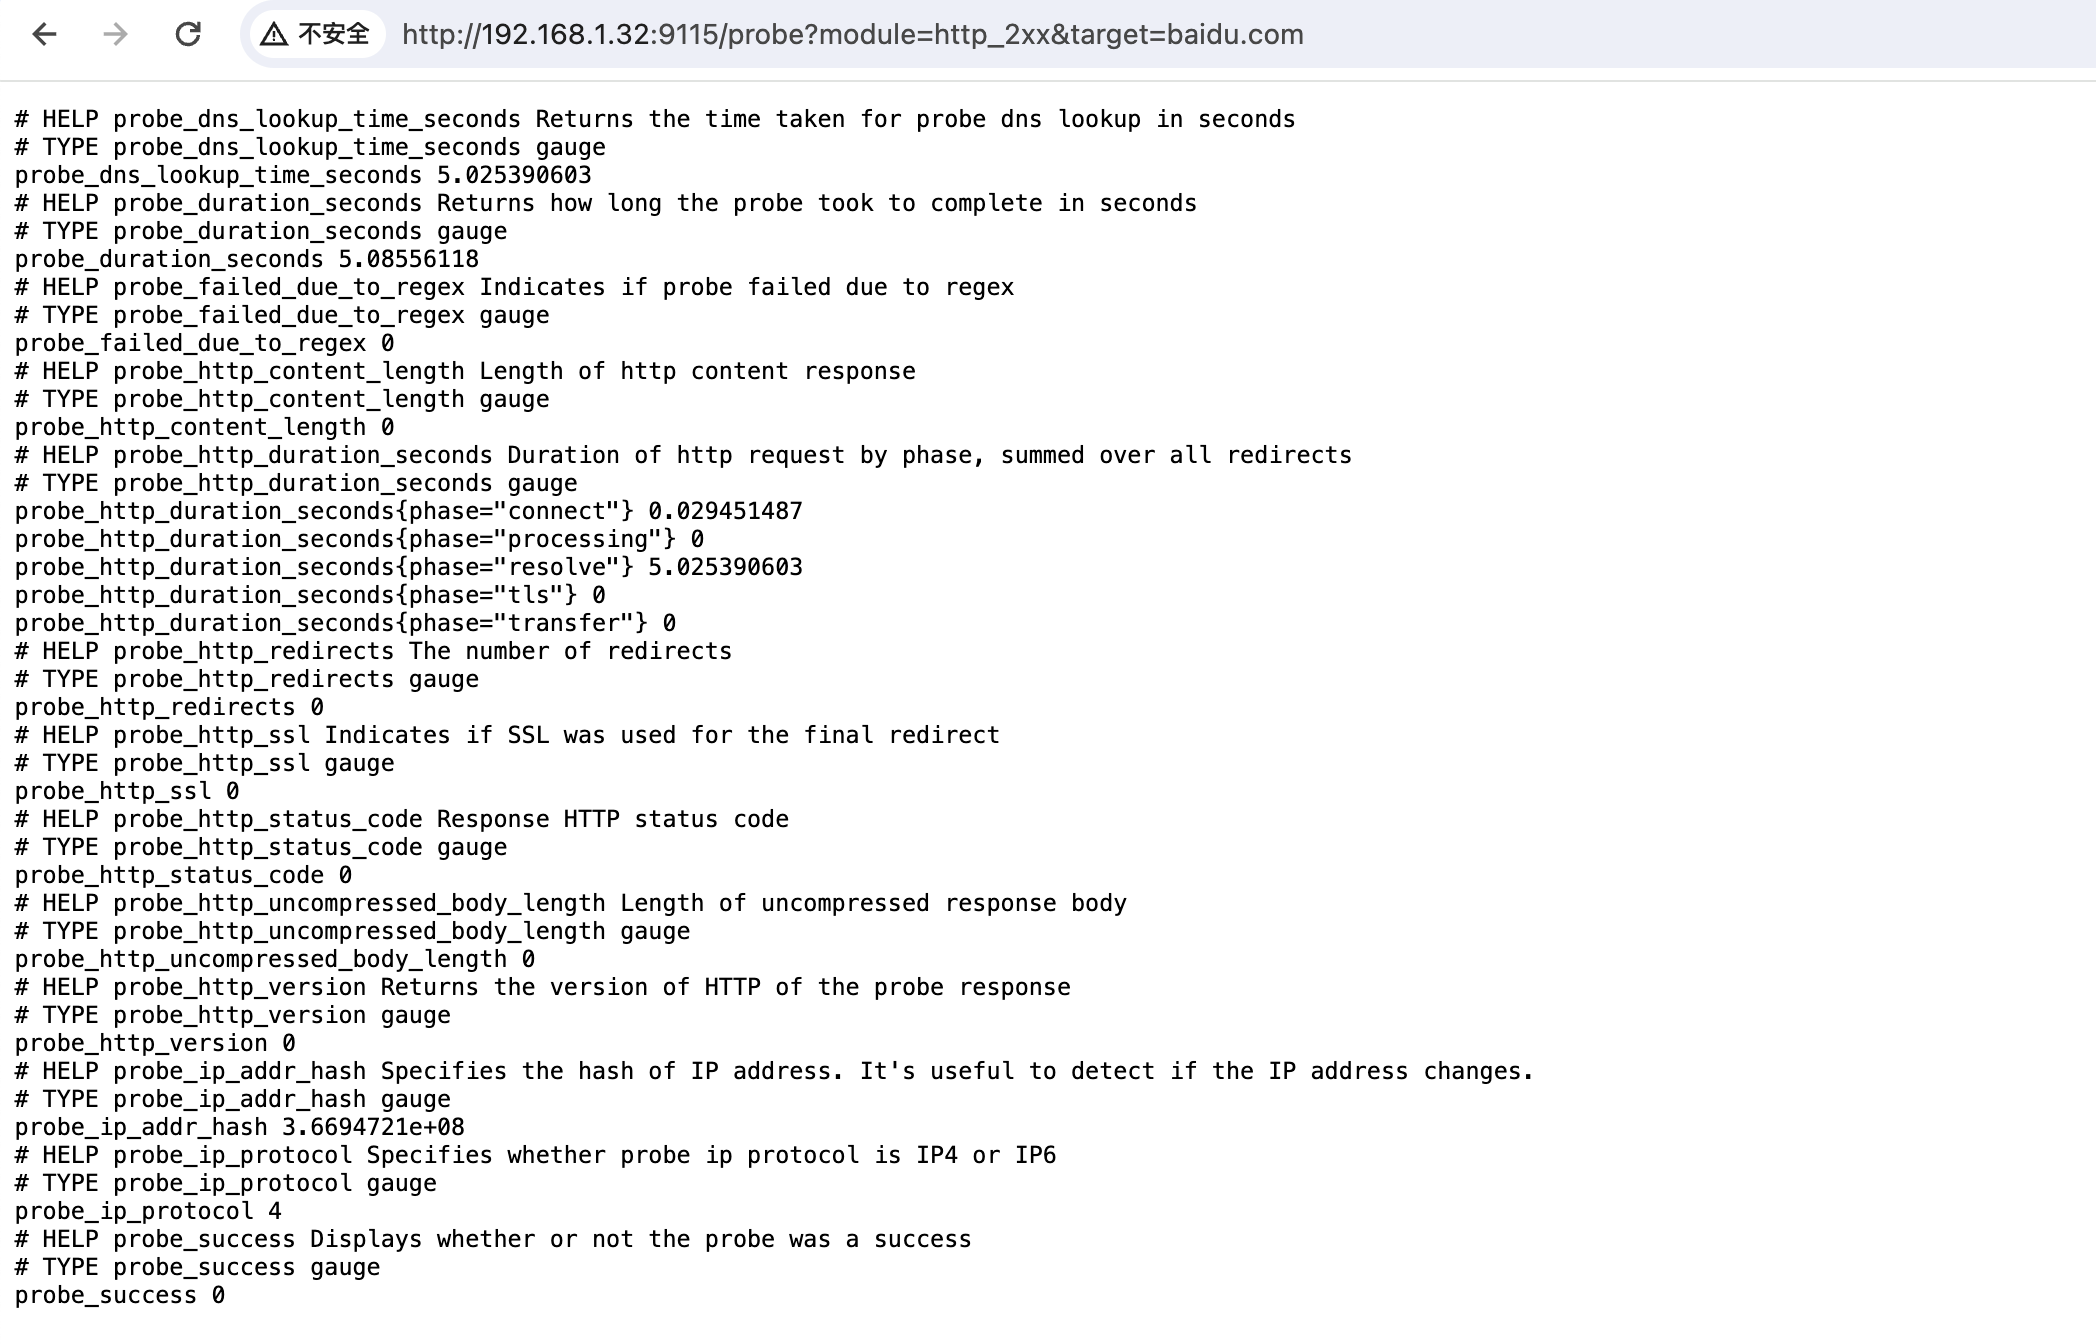 不安全 http://192.168.1.32:9115/probe?module=http_2xx&target=baidu.com
# HELP probe_dns_lookup_time_seconds Returns the time taken for probe dns lookup in seconds
# TYPE probe_dns_lookup_time_seconds gauge
probe_dns_lookup_time_seconds 5.025390603
# HELP probe_duration_seconds Returns how long the probe took to complete in seconds
# TYPE probe_duration_seconds gauge
probe_duration_seconds 5.08556118
# HELP probe_failed_due_to_regex Indicates if probe failed due to regex
# TYPE probe_failed_due_to_regex gauge
probe_failed_due_to_regex 0
# HELP probe_http_content_length Length of http content response
# TYPE probe_http_content_length gauge
probe_http_content_length 0
# HELP probe_http_duration_seconds Duration of http request by phase, summed over all redirects
# TYPE probe_http_duration_seconds gauge
probe_http_duration_seconds{phase="connect"} 0.029451487
probe_http_duration_seconds{phase="processing"} 0
probe_http_duration_seconds{phase="resolve"} 5.025390603
probe_http_duration_seconds{phase="tls"} 0
probe_http_duration_seconds{phase="transfer"} 0
# HELP probe_http_redirects The number of redirects
# TYPE probe_http_redirects gauge
probe_http_redirects 0
# HELP probe_http_ssl Indicates if SSL was used for the final redirect
# TYPE probe_http_ssl gauge
probe_http_ssl 0
# HELP probe_http_status_code Response HTTP status code
# TYPE probe_http_status_code gauge
probe_http_status_code 0
# HELP probe_http_uncompressed_body_length Length of uncompressed response body
# TYPE probe_http_uncompressed_body_length gauge
probe_http_uncompressed_body_length 0
# HELP probe_http_version Returns the version of HTTP of the probe response
# TYPE probe_http_version gauge
probe_http_version 0
# HELP probe_ip_addr_hash Specifies the hash of IP address. It's useful to detect if the IP address changes.
# TYPE probe_ip_addr_hash gauge
probe_ip_addr_hash 3.6694721e+08
# HELP probe_ip_protocol Specifies whether probe ip protocol is IP4 or IP6
# TYPE probe_ip_protocol gauge
probe_ip_protocol 4
# HELP probe_success Displays whether or not the probe was a success
# TYPE probe_success gauge
probe_success 0